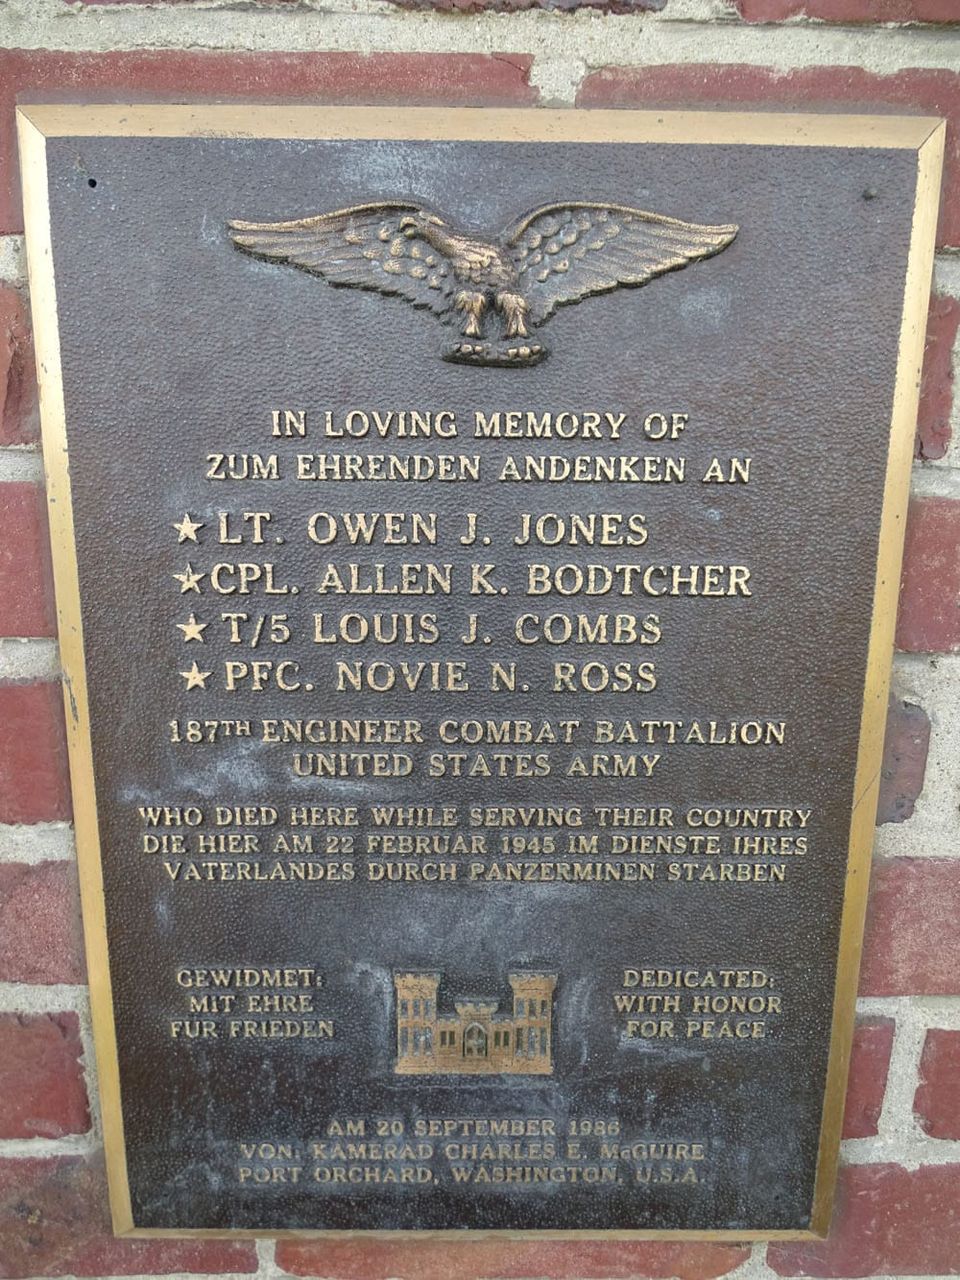 IN LOVING MEMORY OF
ZUM EHRENDEN ANDENKEN AN
★LT. OWEN J. JONES
★CPL. ALLEN K. BODTCHER
★T/5 LOUIS J. COMBS
★PFC. NOVIE N. ROSS
187TH ENGINEER COMBAT BATTALION
UNITED STATES ARMY
WHO DIED HERE WHILE SERVING THEIR COUNTRY
DIE HIER AM 22 FEBRUAR 1945 IM DIENSTE IHRES
VATERLANDES DURCH PANZERMINEN STARBEN
GEWIDMET:
MIT EHRE
FUR FRIEDEN
DEDICATED:
WITH HONOR
FOR PEACE
AM 20 SEPTEMBER 1986
VON: KAMERAD CHARLES E. McGUIRE
PORT ORCHARD, WASHINGTON, U.S.A.